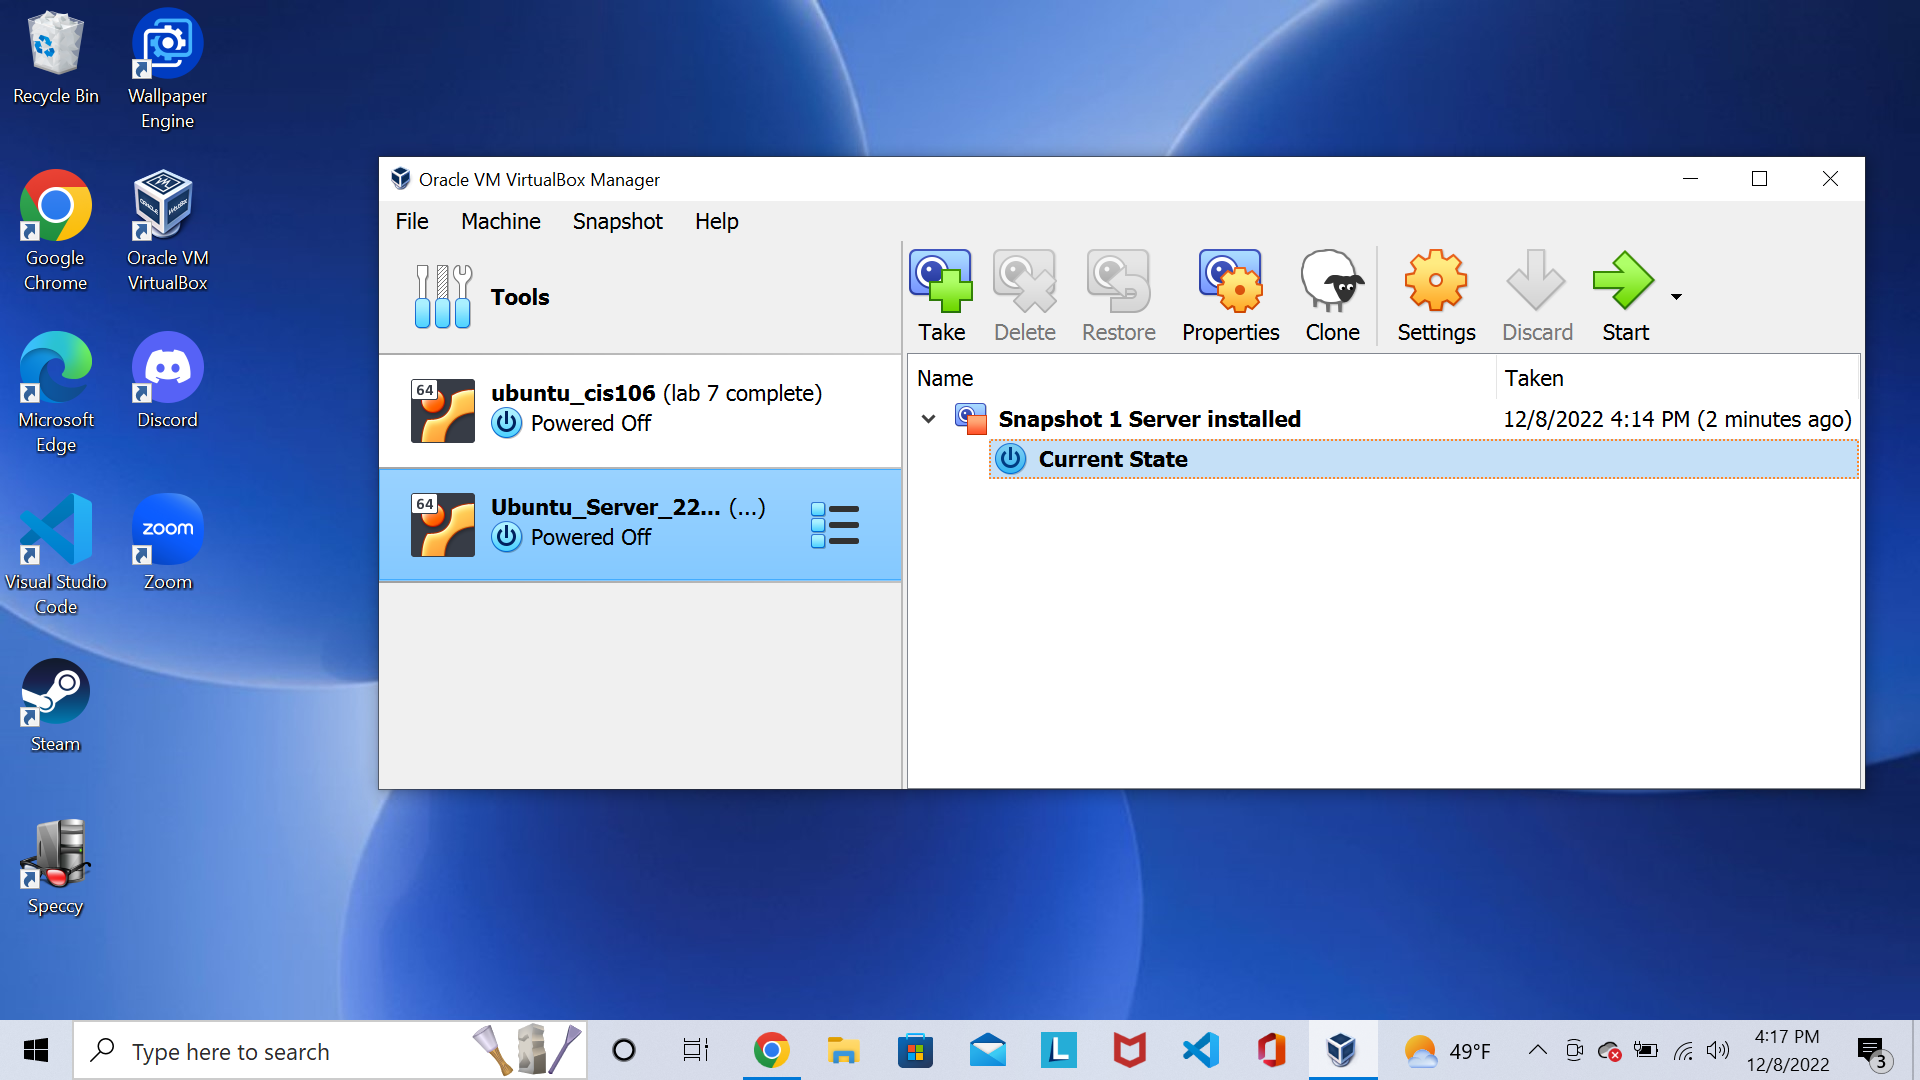 Recycle Bin
Wallpaper
Engine
Google
Chrome
Oracle VM
VirtualBox
Microsoft
Edge
Discord
Visual Studio
Code
zoom
Zoom
Steam
Speccy
Oracle VM VirtualBox Manager
File Machine Snapshot Help
Tools
64
ubuntu_cis106 (lab 7 complete)
Powered Off
64
Ubuntu_Server_22... (...)
Powered Off
Take Delete Restore Properties Clone Settings Discard Start
Name Taken
Snapshot 1 Server installed 12/8/2022 4:14 PM (2 minutes ago)
Current State
Type here to search
L
49°F
4:17 PM
12/8/2022
3